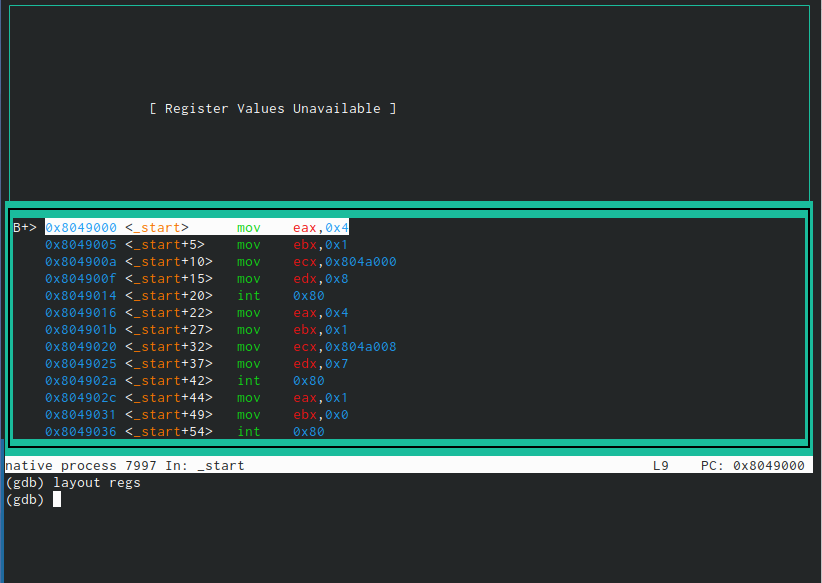 [ Register Values Unavailable ]
B+> 0x8049000 <_start> mov eax,0x4
0x8049005 <_start+5> mov ebx,0x1
0x804900a <_start+10> mov ecx,0x804a000
0x804900f <_start+15> mov edx,0x8
0x8049014 <_start+20> int 0x80
0x8049016 <_start+22> mov eax,0x4
0x804901b <_start+27> mov ebx,0x1
0x8049020 <_start+32> mov ecx,0x804a008
0x8049025 <_start+37> mov edx,0x7
0x804902a <_start+42> int 0x80
0x804902c <_start+44> mov eax,0x1
0x8049031 <_start+49> mov ebx,0x0
0x8049036 <_start+54> int 0x80
native process 7997 In: _start L9 PC: 0x8049000
(gdb) layout regs
(gdb)